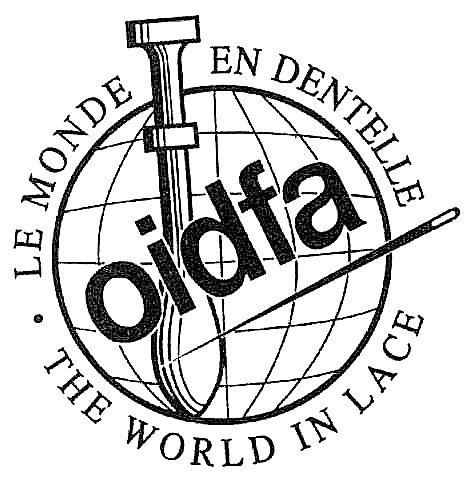 LE MONDE EN DENTELLE
oidfa
• THE WORLD IN LACE